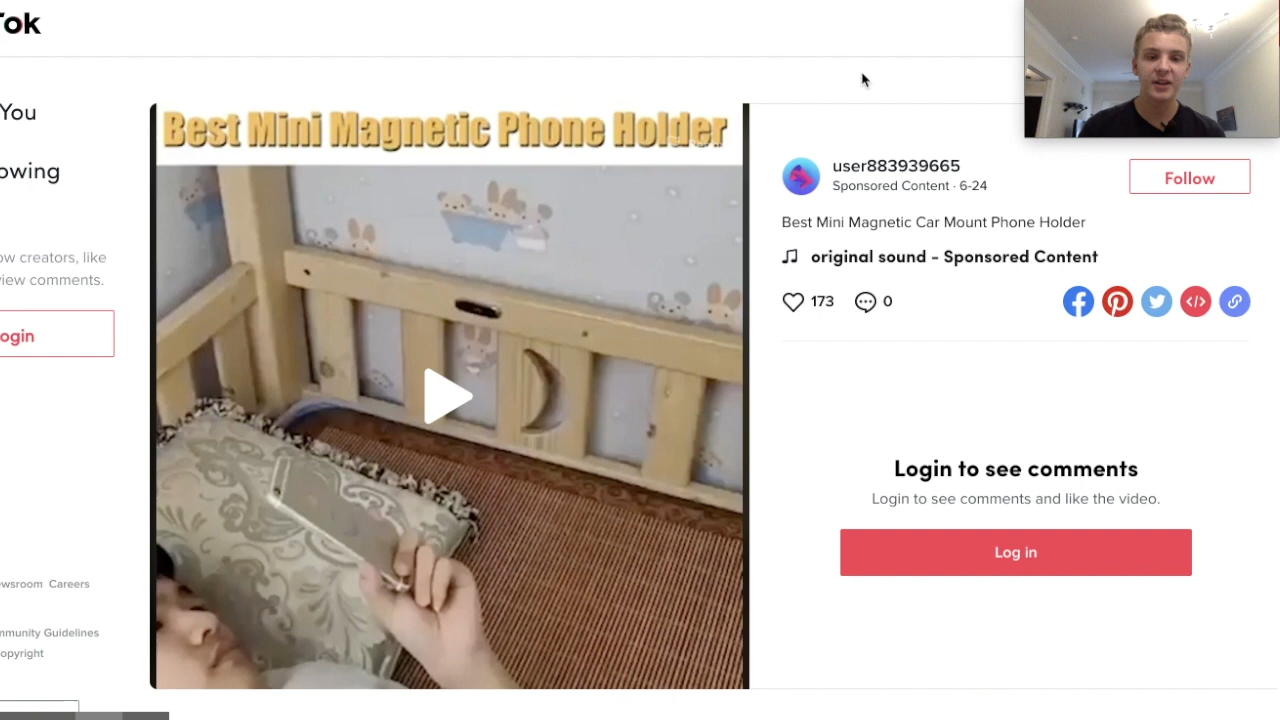 Tok
You
owing
ow creators, like
view comments.
ogin
ewsroom Careers
mmunity Guidelines
opyright
Best Mini Magnetic Phone Holder
user883939665
Sponsored Content · 6-24
Follow
Best Mini Magnetic Car Mount Phone Holder
original sound - Sponsored Content
173
0
Login to see comments
Login to see comments and like the video.
Log in